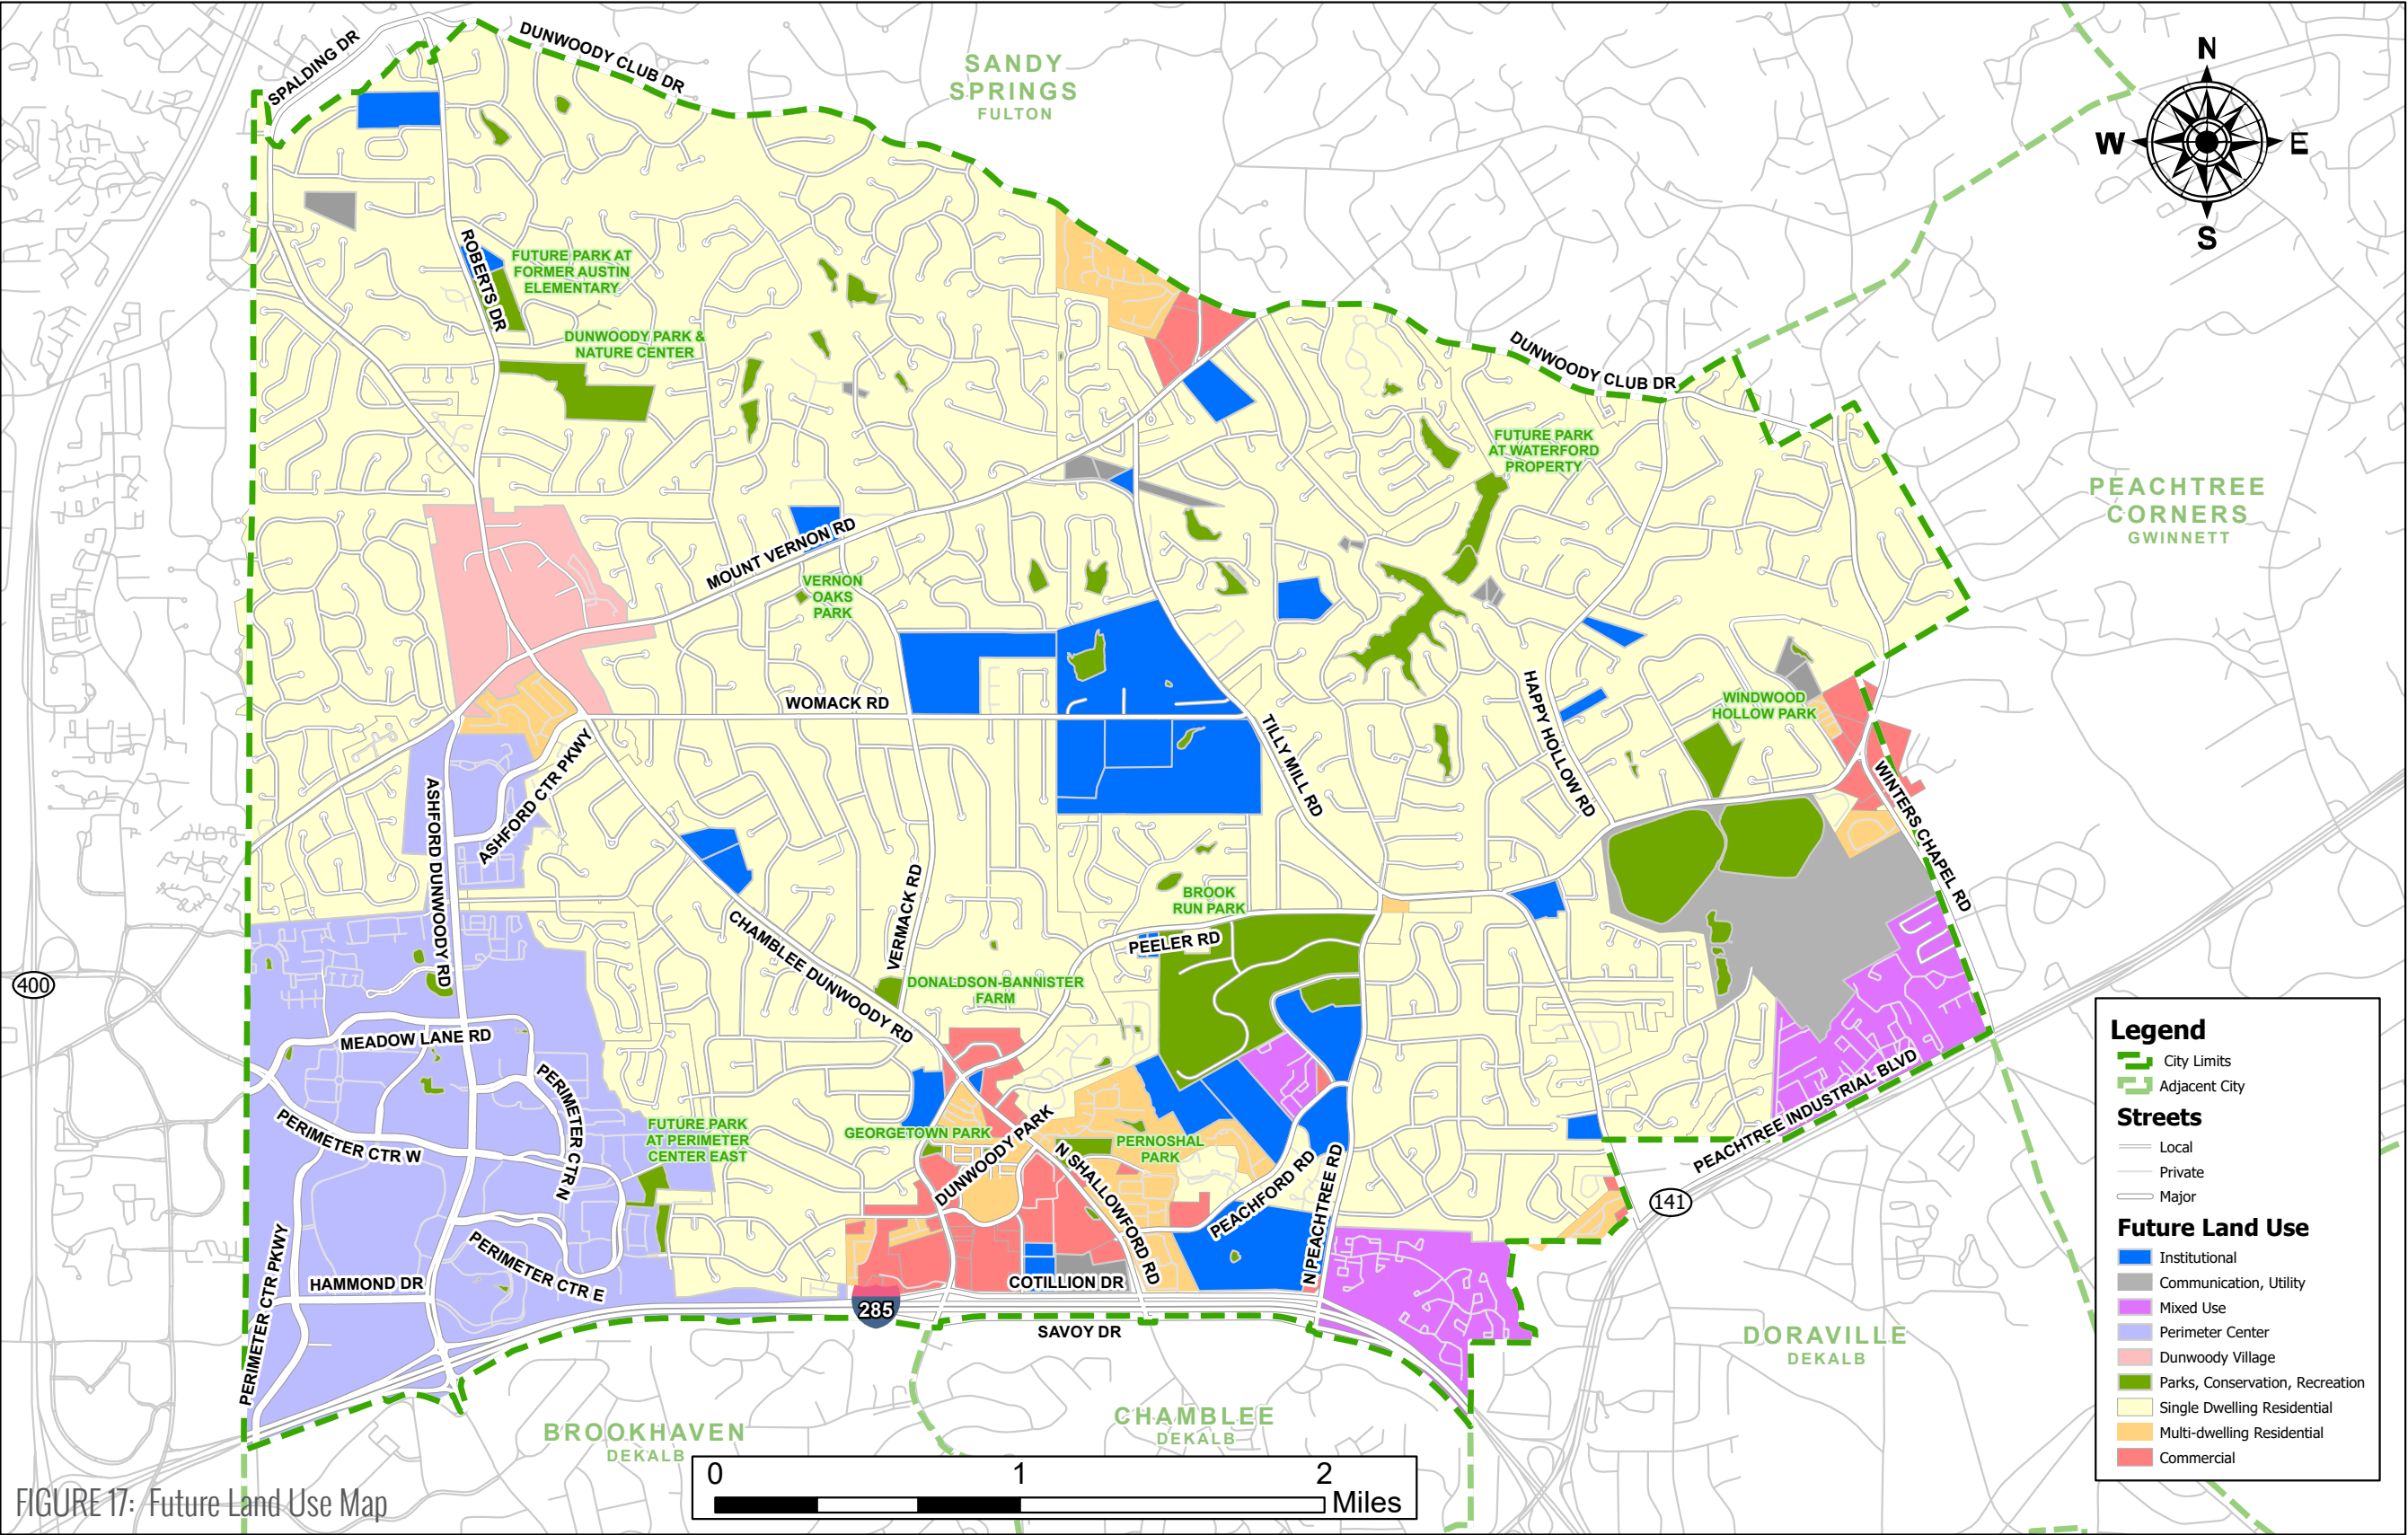 SPALDING DR
DUNWOODY CLUB DR
SANDY
SPRINGS
FULTON
N
W
E
S
ROBERTS DR
FUTURE PARK AT
FORMER AUSTIN
ELEMENTARY
DUNWOODY PARK &
NATURE CENTER
DUNWOODY CLUB DR
FUTURE PARK
AT WATERFORD
PROPERTY
PEACHTREE
CORNERS
GWINNETT
MOUNT VERNON RD
VERNON
OAKS
PARK
WOMACK RD
TILLY MILL RD
HAPPY HOLLOW RD
WINDWOOD
HOLLOW PARK
WINTERS CHAPEL RD
ASHFORD DUNWOODY RD
ASHFORD CTR PKWY
CHAMBLEE DUNWOODY RD
VERMACK RD
BROOK
RUN PARK
PEELER RD
DONALDSON-BANNISTER
FARM
400
MEADOW LANE RD
PERIMETER CTR N
PERIMETER CTR W
FUTURE PARK
AT PERIMETER
CENTER EAST
GEORGETOWN PARK
DUNWOODY PARK
N SHALLOWFORD RD
PERNOSHAL
PARK
PEACHFORD RD
N PEACHTREE RD
PEACHTREE INDUSTRIAL BLVD
141
PERIMETER CTR PKWY
HAMMOND DR
PERIMETER CTR E
COTILLION DR
285
SAVOY DR
DORAVILLE
DEKALB
BROOKHAVEN
DEKALB
CHAMBLEE
DEKALB
Legend
City Limits
Adjacent City
Streets
Local
Private
Major
Future Land Use
Institutional
Communication, Utility
Mixed Use
Perimeter Center
Dunwoody Village
Parks, Conservation, Recreation
Single Dwelling Residential
Multi-dwelling Residential
Commercial
0 1 2
Miles
FIGURE 17: Future Land Use Map